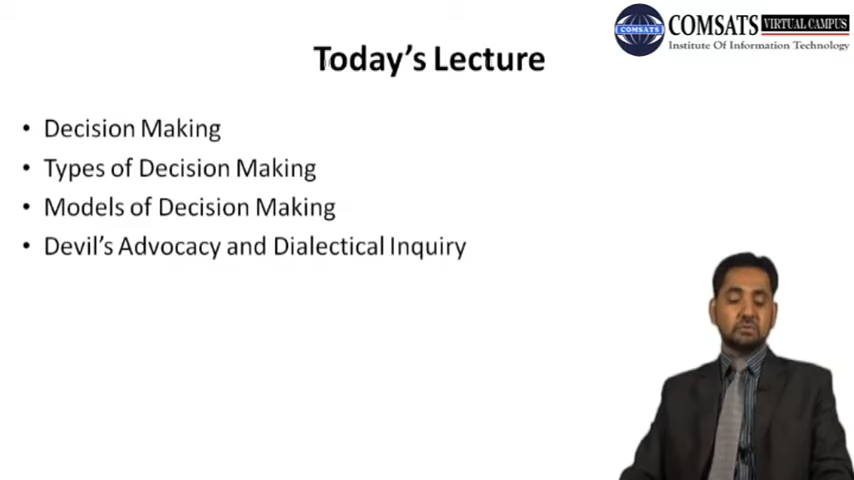 COMSATS
COMSATS VIRTUAL CAMPUS
Institute Of Information Technology
Today's Lecture
• Decision Making
• Types of Decision Making
• Models of Decision Making
• Devil's Advocacy and Dialectical Inquiry